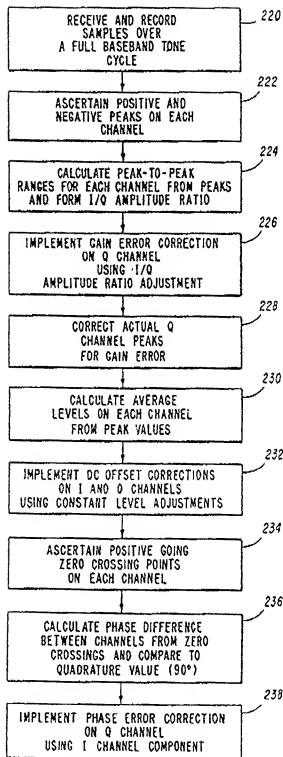 RECEIVE AND RECORD
SAMPLES OVER
A FULL BASEBAND TONE
CYCLE
220
ASCERTAIN POSITIVE AND
NEGATIVE PEAKS ON EACH
CHANNEL
222
CALCULATE PEAK-TO-PEAK
RANGES FOR EACH CHANNEL FROM PEAKS
AND FORM I/Q AMPLITUDE RATIO
224
IMPLEMENT GAIN ERROR CORRECTION
ON Q CHANNEL
USING I/Q
AMPLITUDE RATIO ADJUSTMENT
226
CORRECT ACTUAL Q
CHANNEL PEAKS
FOR GAIN ERROR
228
CALCULATE AVERAGE
LEVELS ON EACH CHANNEL
FROM PEAK VALUES
230
IMPLEMENT DC OFFSET CORRECTIONS
ON I AND Q CHANNELS
USING CONSTANT LEVEL ADJUSTMENTS
232
ASCERTAIN POSITIVE GOING
ZERO CROSSING POINTS
ON EACH CHANNEL
234
CALCULATE PHASE DIFFERENCE
BETWEEN CHANNELS FROM ZERO
CROSSINGS AND COMPARE TO
QUADRATURE VALUE (90°)
236
IMPLEMENT PHASE ERROR CORRECTION
ON Q CHANNEL
USING I CHANNEL COMPONENT
238